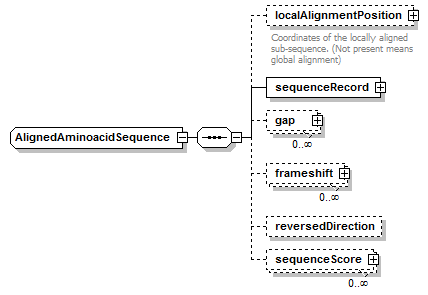 localAlignmentPosition
Coordinates of the locally aligned
sub-sequence. (Not present means
global alignment)
sequenceRecord
gap
0..∞
AlignedAminoacidSequence
frameshift
0..∞
reversedDirection
sequenceScore
0..∞